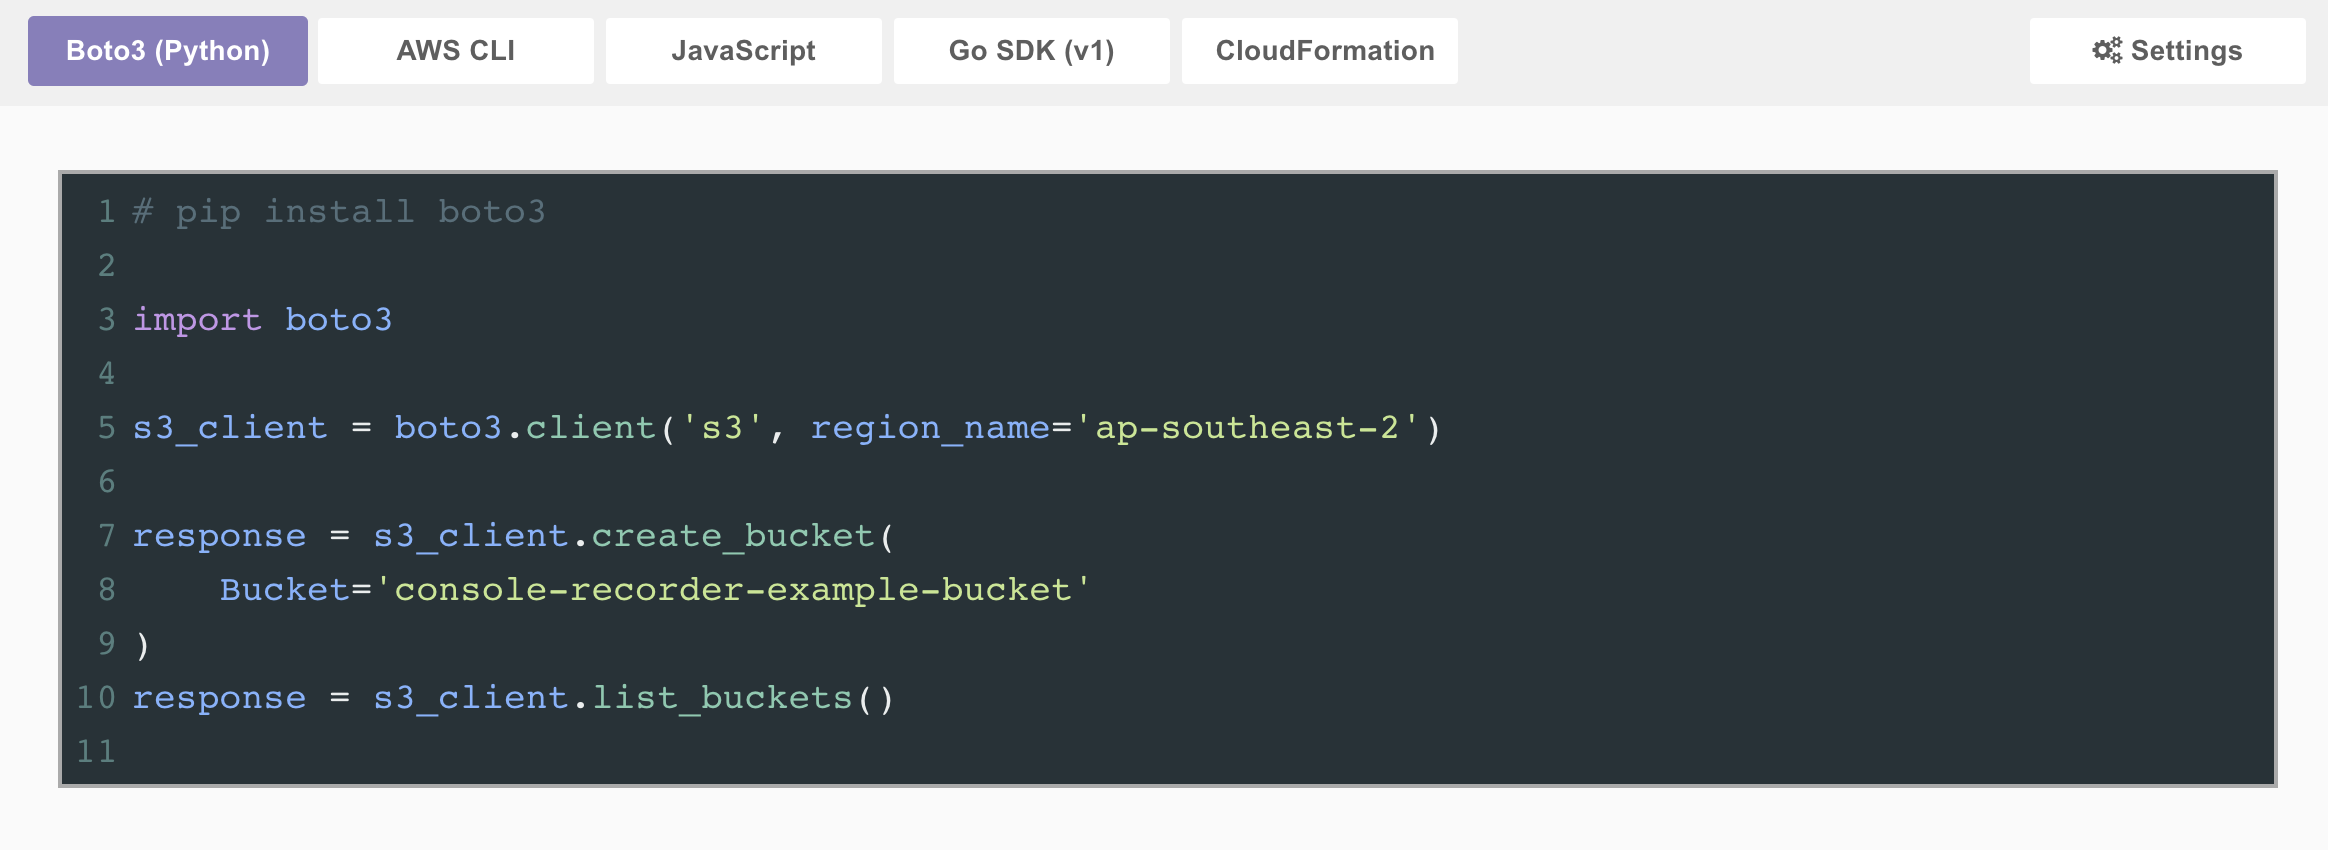 Boto3 (Python) AWS CLI JavaScript Go SDK (v1) CloudFormation Settings
1 # pip install boto3
2
3 import boto3
4
5 s3_client = boto3.client('s3', region_name='ap-southeast-2')
6
7 response = s3_client.create_bucket(
8     Bucket='console-recorder-example-bucket'
9 )
10 response = s3_client.list_buckets()
11